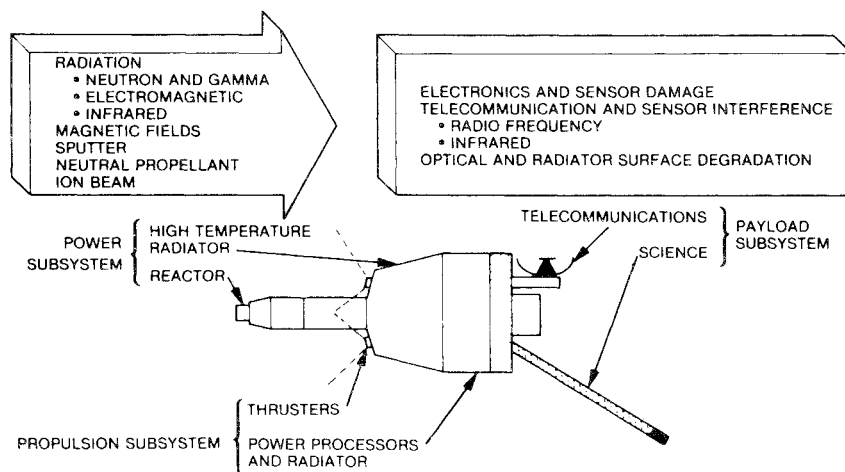 RADIATION
• NEUTRON AND GAMMA
• ELECTROMAGNETIC
• INFRARED
MAGNETIC FIELDS
SPUTTER
NEUTRAL PROPELLANT
ION BEAM
ELECTRONICS AND SENSOR DAMAGE
TELECOMMUNICATION AND SENSOR INTERFERENCE
• RADIO FREQUENCY
• INFRARED
OPTICAL AND RADIATOR SURFACE DEGRADATION
POWER
SUBSYSTEM
HIGH TEMPERATURE
RADIATOR
REACTOR
TELECOMMUNICATIONS
SCIENCE
PAYLOAD
SUBSYSTEM
PROPULSION SUBSYSTEM
THRUSTERS
POWER PROCESSORS
AND RADIATOR